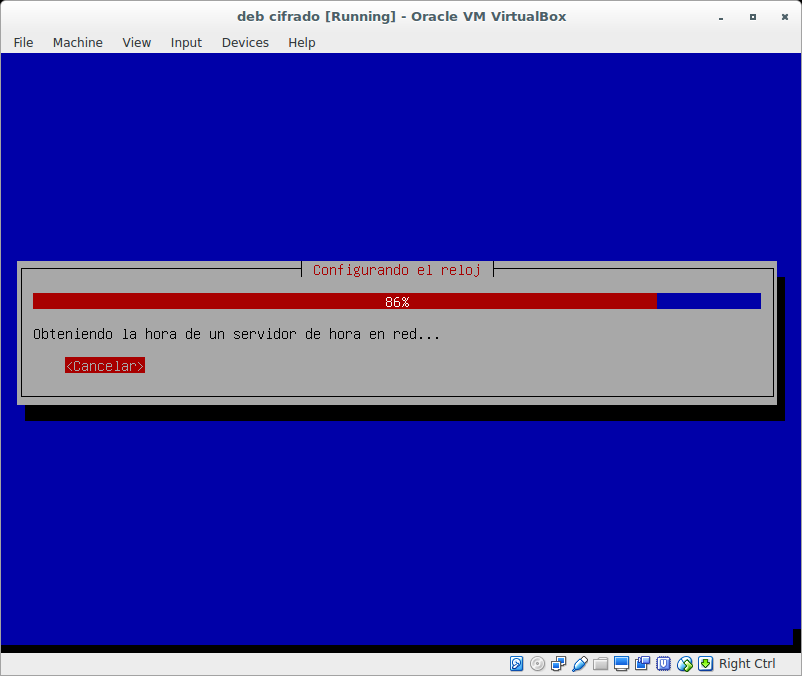 deb cifrado [Running] - Oracle VM VirtualBox
File Machine View Input Devices Help
Configurando el reloj
86%
Obteniendo la hora de un servidor de hora en red...
<Cancelar>
Right Ctrl